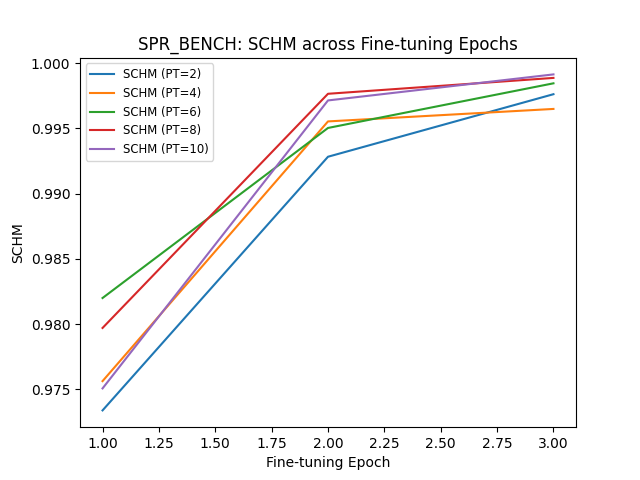 SPR_BENCH: SCHM across Fine-tuning Epochs
SCHM (PT=2)
SCHM (PT=4)
SCHM (PT=6)
SCHM (PT=8)
SCHM (PT=10)
SCHM
1.000
0.995
0.990
0.985
0.980
0.975
1.00 1.25 1.50 1.75 2.00 2.25 2.50 2.75 3.00
Fine-tuning Epoch